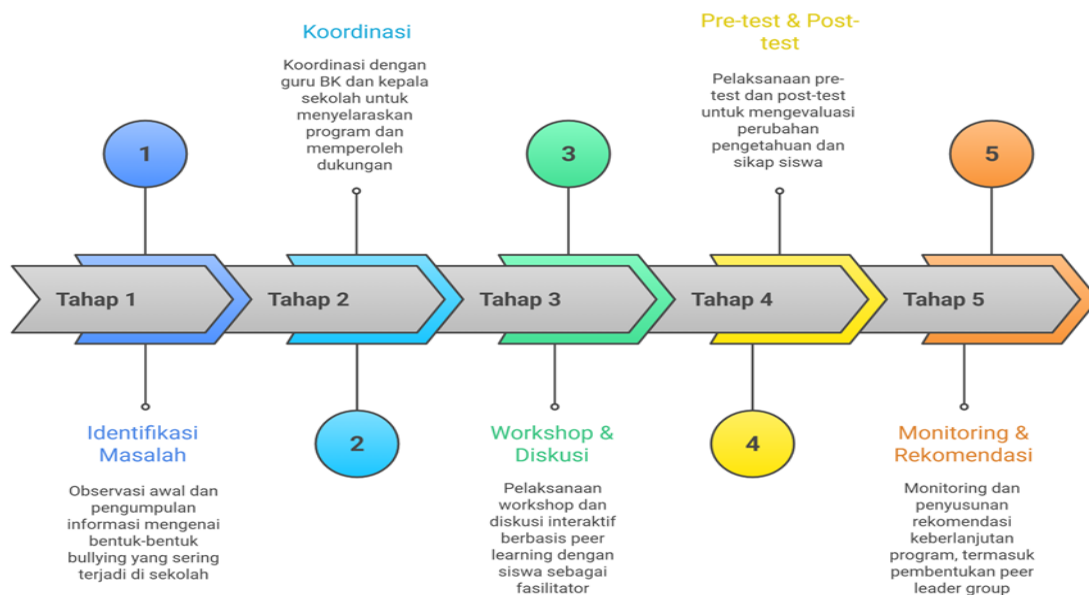 1
Tahap 1
Identifikasi
Masalah
Observasi awal dan
pengumpulan
informasi mengenai
bentuk-bentuk
bullying yang sering
terjadi di sekolah
Koordinasi
Koordinasi dengan
guru BK dan kepala
sekolah untuk
menyelaraskan
program dan
memperoleh
dukungan
Tahap 2
2
3
Tahap 3
Workshop &
Diskusi
Pelaksanaan
workshop dan
diskusi interaktif
berbasis peer
learning dengan
siswa sebagai
fasilitator
Pre-test & Post-
test
Pelaksanaan pre-
test dan post-test
untuk mengevaluasi
perubahan
pengetahuan dan
sikap siswa
Tahap 4
4
5
Tahap 5
Monitoring &
Rekomendasi
Monitoring dan
penyusunan
rekomendasi
keberlanjutan
program, termasuk
pembentukan peer
leader group